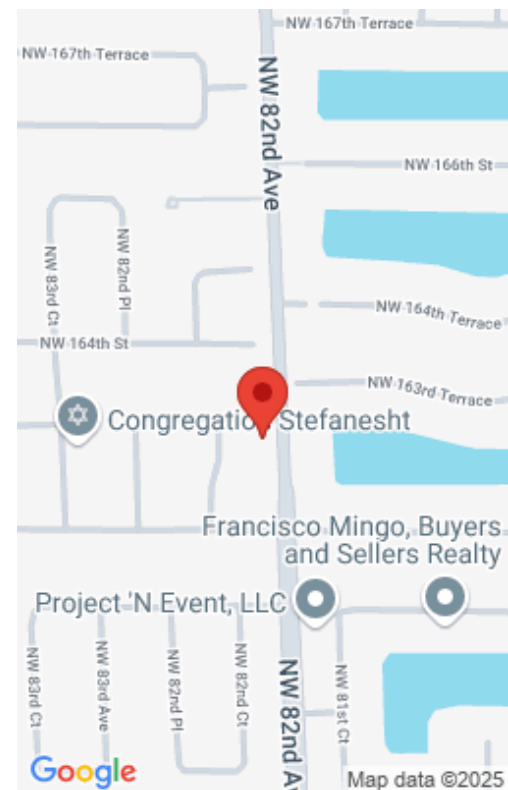 NW 167th Terrace
NW 167th Terrace
NW 82nd Ave
NW 166th St
NW 83rd Ct
NW 82nd Pl
NW 164th Terrace
NW 164th St
NW 163rd Terrace
Congregation Stefanesht
Francisco Mingo, Buyers
and Sellers Realty
Project 'N Event, LLC
NW 83rd Ct
NW 83rd Ave
NW 82nd Pl
NW 82nd Ct
NW 82nd Av
NW 81st Ct
Google
Map data ©2025